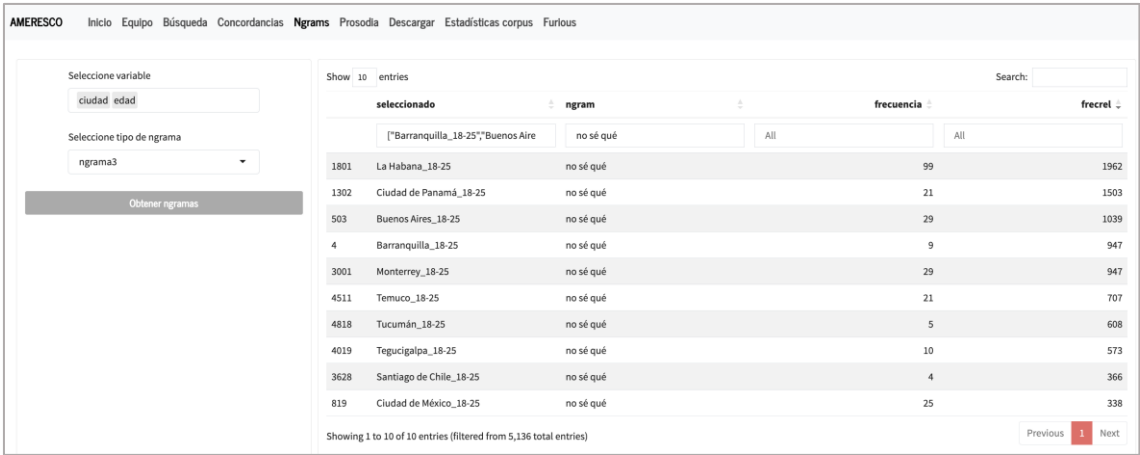 AMERESCO Inicio Equipo Búsqueda Concordancias Ngrams Prosodia Descargar Estadísticas corpus Furious
Seleccione variable
ciudad edad
Seleccione tipo de ngrama
ngrama3
Obtener ngramas
Show 10 entries Search:
seleccionado ngram frecuencia frecrel
["Barranquilla_18-25","Buenos Aire no sé qué All All
1801 La Habana_18-25 no sé qué 99 1962
1302 Ciudad de Panamá_18-25 no sé qué 21 1503
503 Buenos Aires_18-25 no sé qué 29 1039
4 Barranquilla_18-25 no sé qué 9 947
3001 Monterrey_18-25 no sé qué 29 947
4511 Temuco_18-25 no sé qué 21 707
4818 Tucumán_18-25 no sé qué 5 608
4019 Tegucigalpa_18-25 no sé qué 10 573
3628 Santiago de Chile_18-25 no sé qué 4 366
819 Ciudad de México_18-25 no sé qué 25 338
Showing 1 to 10 of 10 entries (filtered from 5,136 total entries) Previous 1 Next